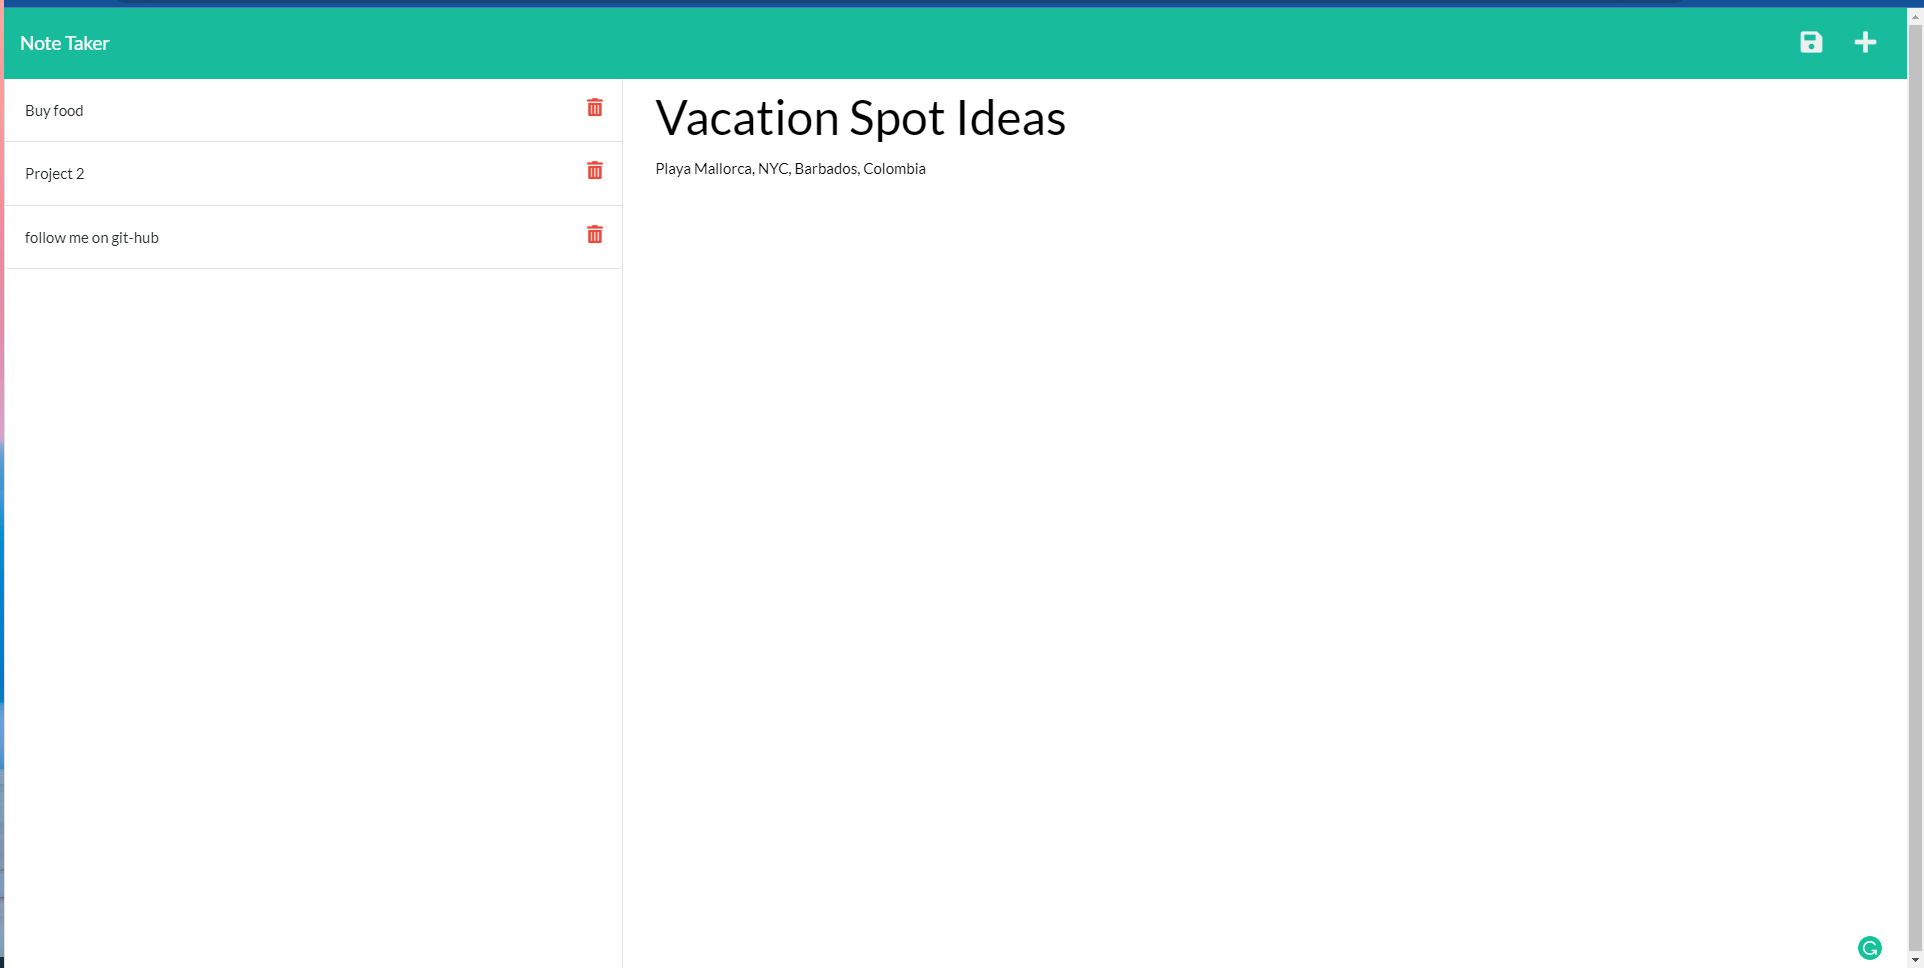 Note Taker
Buy food
Project 2
follow me on git-hub
Vacation Spot Ideas
Playa Mallorca, NYC, Barbados, Colombia